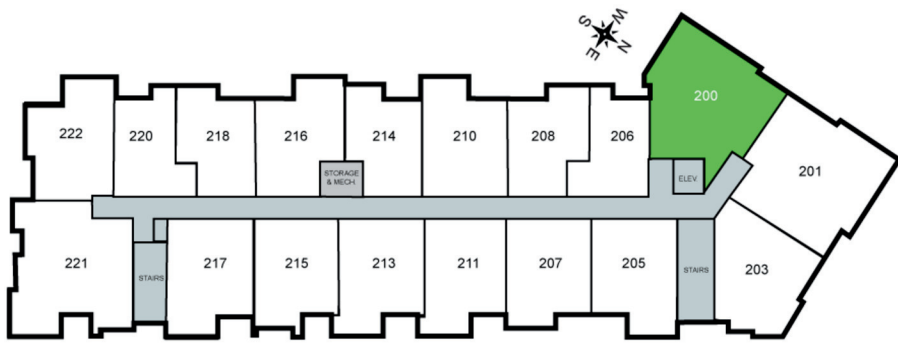 W
S
N
E
200
222
220
218
216
214
210
208
206
201
STORAGE
& MECH.
ELEV.
221
217
215
213
211
207
205
203
STAIRS
STAIRS